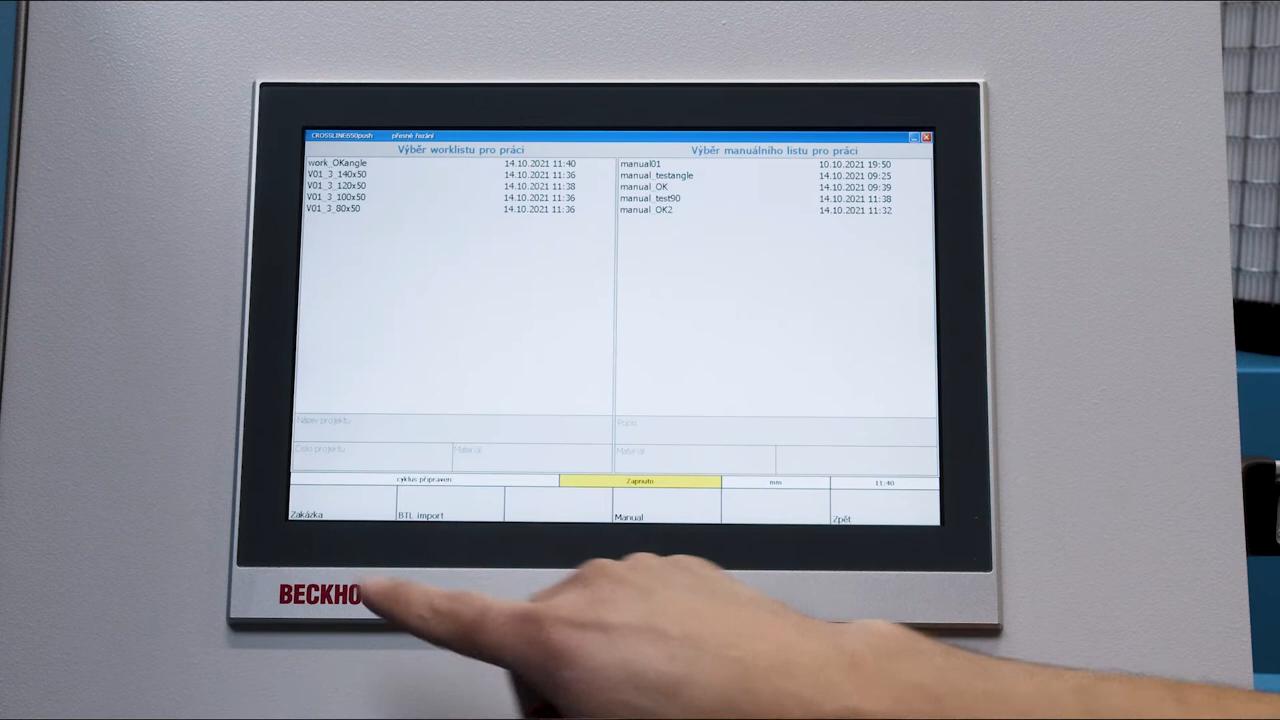 CROSSLINE650push přesné řezání
Výběr worklistu pro práci
work_OKangle 14.10.2021 11:40
V01_3_140x50 14.10.2021 11:36
V01_3_120x50 14.10.2021 11:38
V01_3_100x50 14.10.2021 11:36
V01_3_80x50 14.10.2021 11:36
Výběr manuálního listu pro práci
manual01 10.10.2021 19:50
manual_testangle 14.10.2021 09:25
manual_OK 14.10.2021 09:39
manual_test90 14.10.2021 11:38
manual_OK2 14.10.2021 11:32
Název projektu
Popis
Číslo projektu Materiál
Materiál
cyklus připraven Zapnuto mm 11:40
Zakázka BTL import Manual Zpět
BECKHO